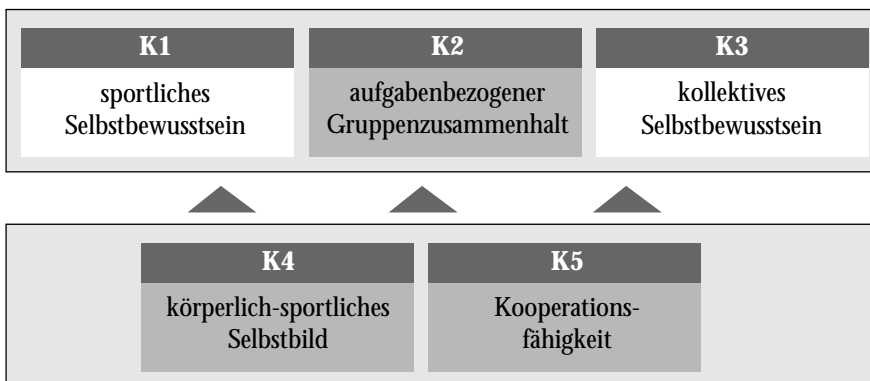 K1
sportliches
Selbstbewusstsein
K2
aufgabenbezogener
Gruppenzusammenhalt
K3
kollektives
Selbstbewusstsein
K4
körperlich-sportliches
Selbstbild
K5
Kooperations-
fähigkeit